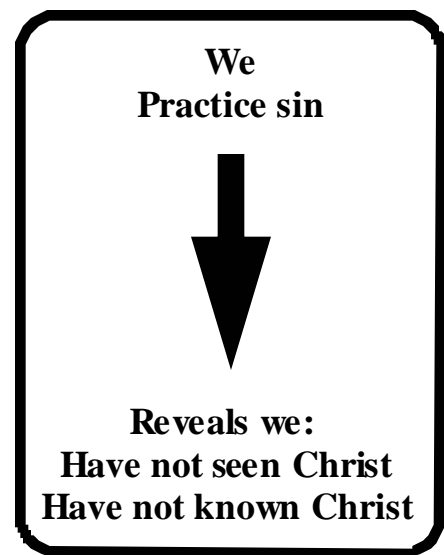 We
Practice sin
Reveals we:
Have not seen Christ
Have not known Christ